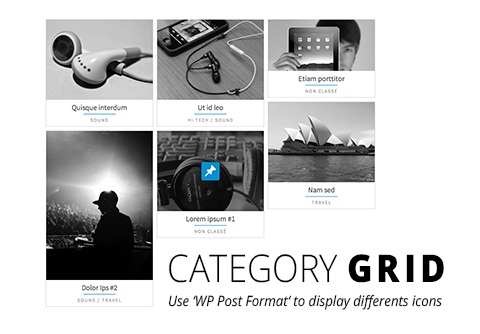 Quisque interdum
SOUND
Ut id leo
HI-TECH / SOUND
Etiam porttitor
NON CLASSÉ
Nam sed
TRAVEL
Lorem ipsum #1
NON CLASSÉ
Dolor Ips #2
SOUND / TRAVEL
CATEGORY GRID
Use ‘WP Post Format‘ to display differents icons